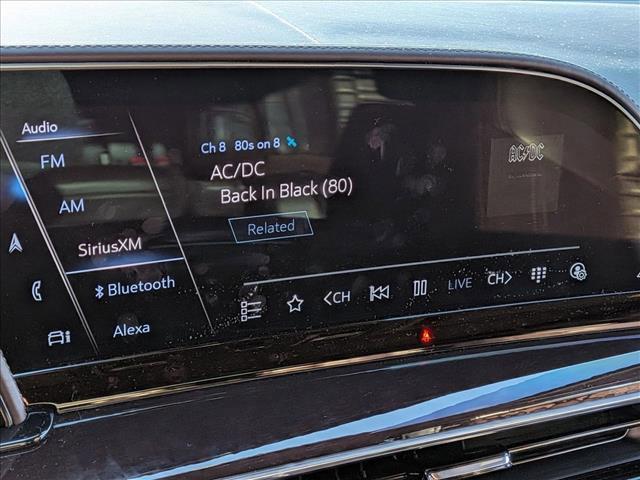 Audio
FM
AM
SiriusXM
Bluetooth
Alexa
Ch 8 80s on 8
AC/DC
Back In Black (80)
Related
AC/DC
<CH
LIVE
CH>